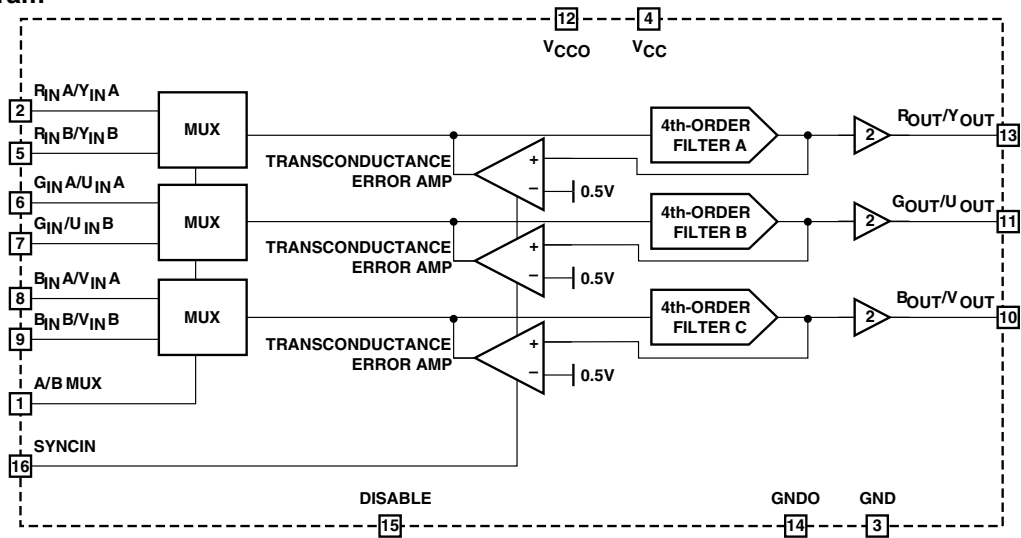 12 4
VCCO VCC
RINA/YINA
2
MUX
RINB/YINB
5
TRANSCONDUCTANCE
ERROR AMP
+
−
0.5V
4th-ORDER
FILTER A
2
ROUT/YOUT
13
GINA/UINA
6
MUX
GIN/UINB
7
TRANSCONDUCTANCE
ERROR AMP
+
−
0.5V
4th-ORDER
FILTER B
2
GOUT/UOUT
11
BINA/VINA
8
MUX
BINB/VINB
9
TRANSCONDUCTANCE
ERROR AMP
+
−
0.5V
4th-ORDER
FILTER C
2
BOUT/VOUT
10
A/B MUX
1
SYNCIN
16
DISABLE GNDO GND
15 14 3